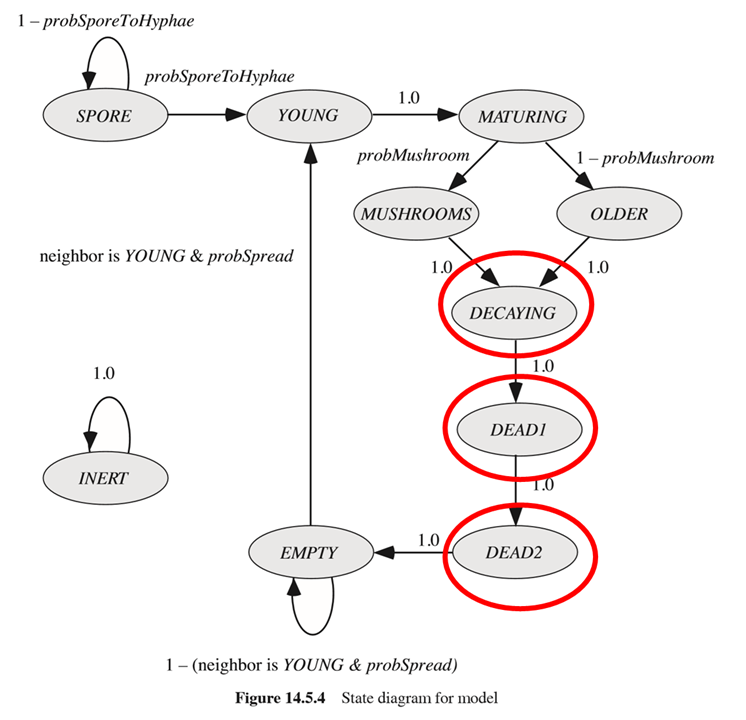 1 – probSporeToHyphae
probSporeToHyphae
SPORE
YOUNG
1.0
MATURING
probMushroom
1 – probMushroom
MUSHROOMS
OLDER
neighbor is YOUNG & probSpread
1.0
1.0
DECAYING
1.0
1.0
DEAD1
INERT
1.0
EMPTY
1.0
DEAD2
1 – (neighbor is YOUNG & probSpread)
Figure 14.5.4 State diagram for model